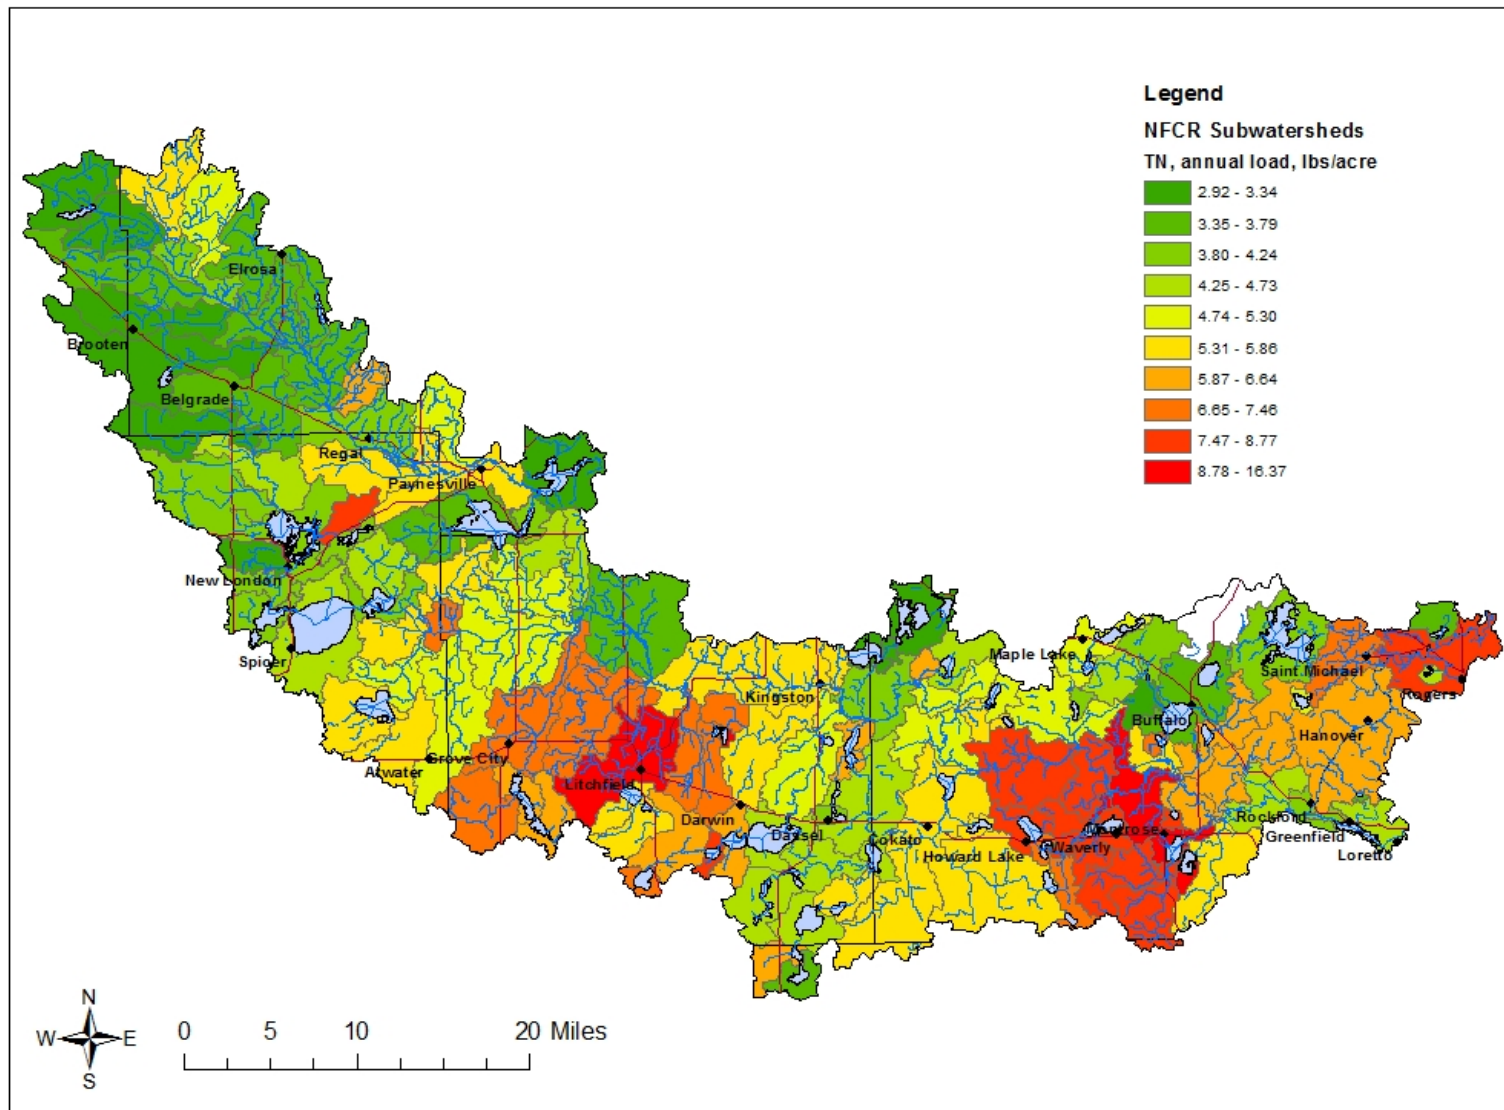 Legend
NFCR Subwatersheds
TN, annual load, lbs/acre
2.92 - 3.34
3.35 - 3.79
3.80 - 4.24
4.25 - 4.73
4.74 - 5.30
5.31 - 5.86
5.87 - 6.64
6.65 - 7.46
7.47 - 8.77
8.78 - 16.37
Elrosa
Brooten
Belgrade
Regal
Paynesville
New London
Spicer
Maple Lake
Saint Michael
Rogers
Kingston
Buffalo
Hanover
Atwater
Grove City
Litchfield
Darwin
Dassel
Cokato
Howard Lake
Waverly
Montrose
Rockford
Greenfield
Loretto
N
W E
S
0 5 10 20 Miles